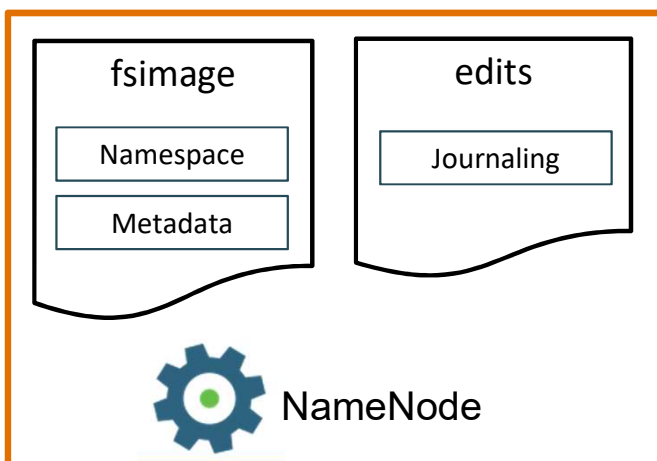 fsimage
Namespace
Metadata
edits
Journaling
NameNode